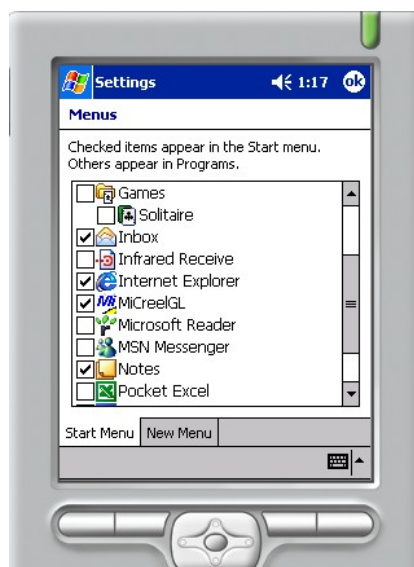 Settings 1:17 ok
Menus
Checked items appear in the Start menu.
Others appear in Programs.
Games
Solitaire
Inbox
Infrared Receive
Internet Explorer
MiCreelGL
Microsoft Reader
MSN Messenger
Notes
Pocket Excel
Start Menu New Menu